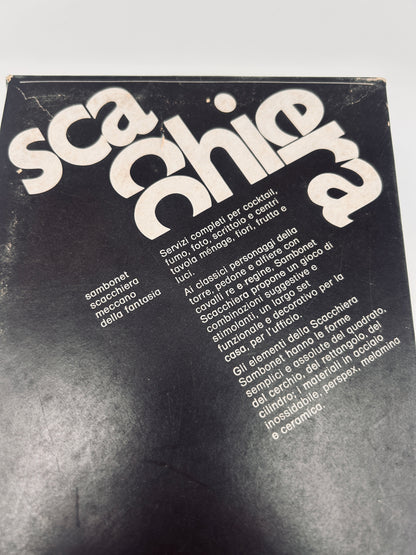 scacchiera
sambonet
scacchiera
meccano
della fantasia
Servizi completi per cocktail,
fumo, foto, scrittoio e centri
tavola ménage, fiori, frutta e
luci.
Ai classici personaggi della
torre, pedone e alfiere con
cavalli re e regine, Sambonet
Scacchiera propone un gioco di
combinazioni suggestive e
stimolanti, un largo set
funzionale e decorativo per la
casa, per l'ufficio.
Gli elementi della Scacchiera
Sambonet hanno le forme
semplici e assolute del quadrato,
del cerchio, del rettangolo, del
cilindro; i materiali in acciaio
inossidabile, perspex, melamina
e ceramica.